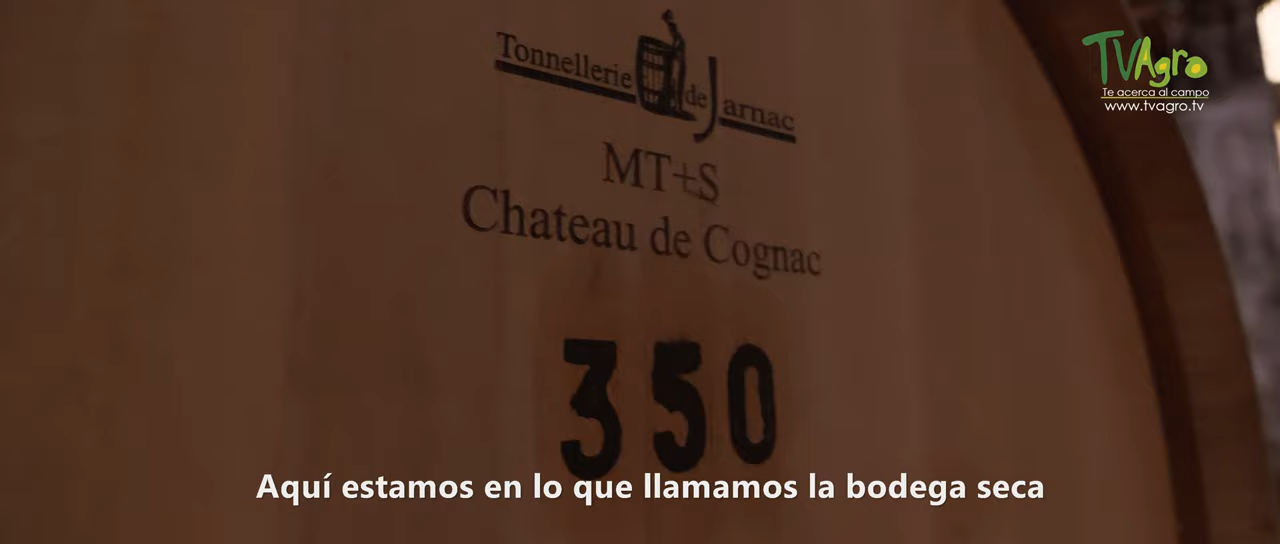 Tonnellerie de Jarnac
MT+S
Chateau de Cognac
350
TVAgro
Te acerca al campo
www.tvagro.tv
Aquí estamos en lo que llamamos la bodega seca